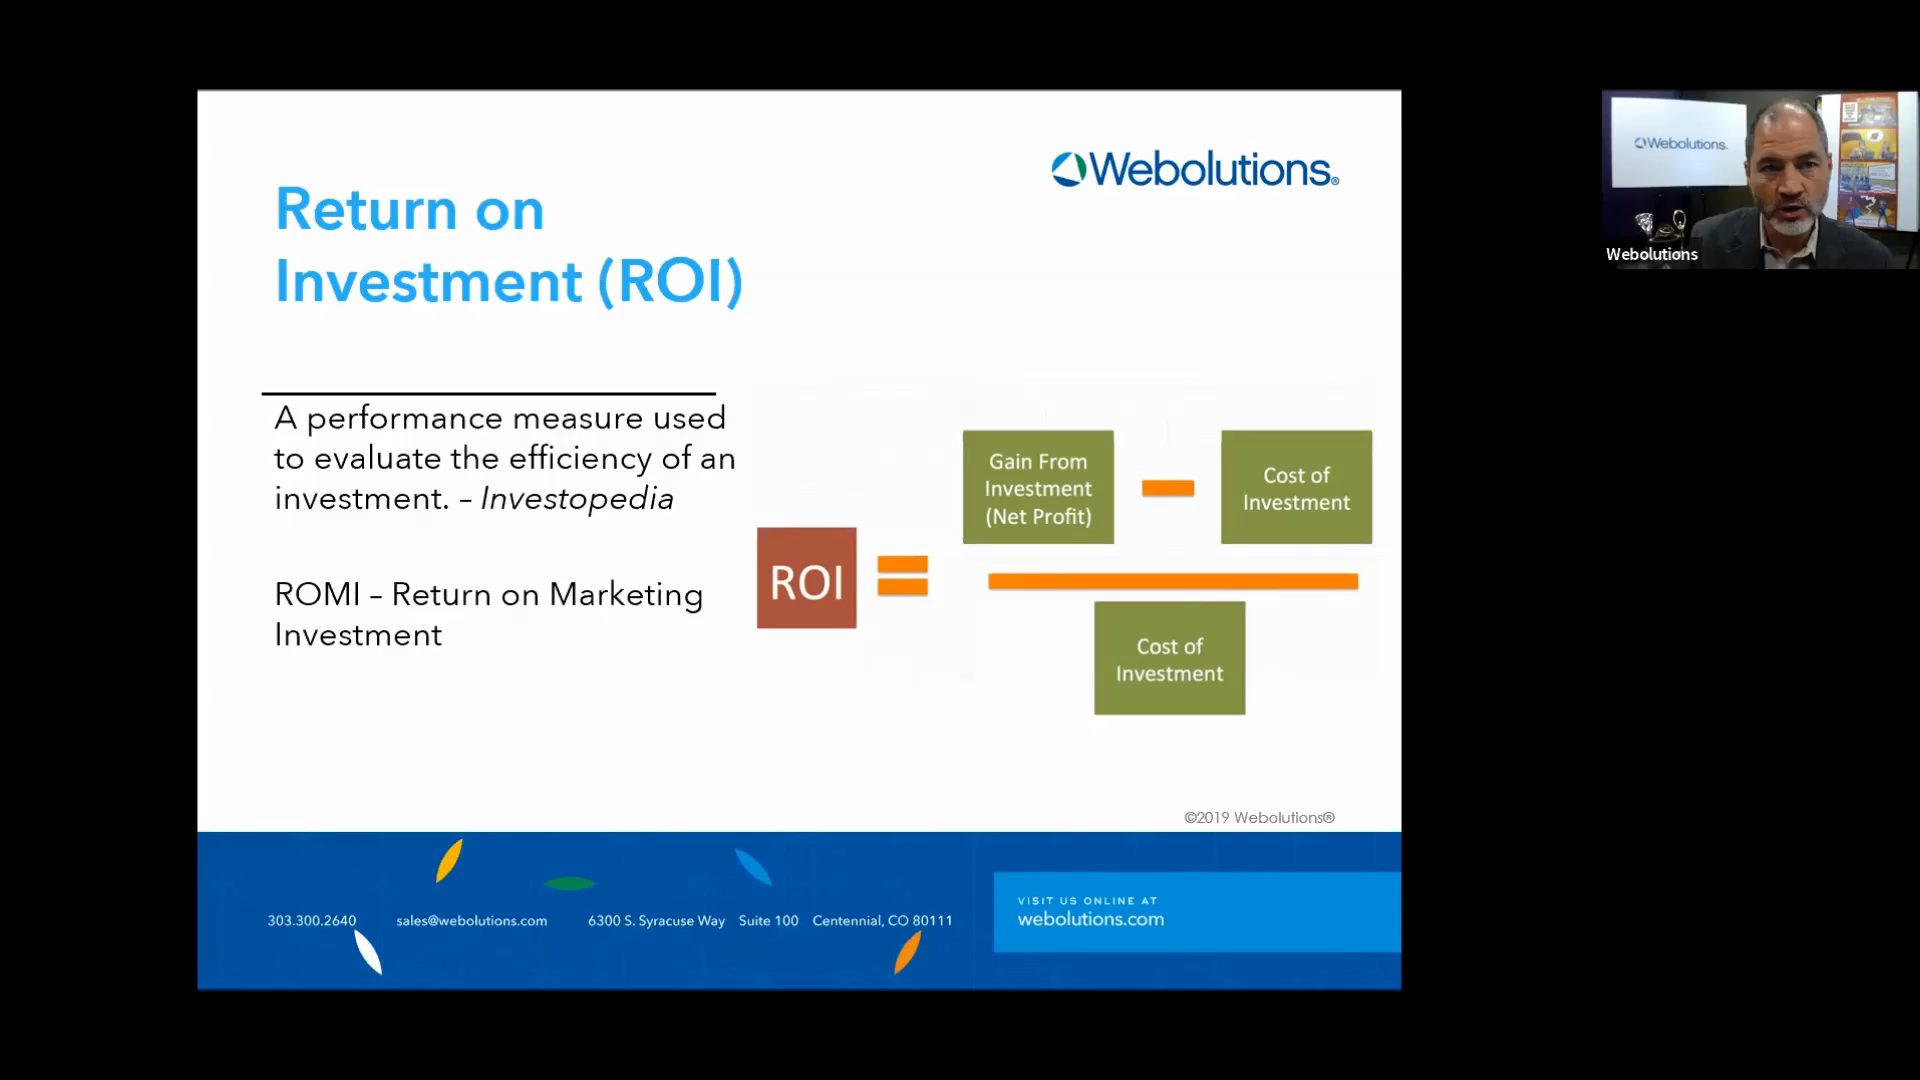 Webolutions®
Return on
Investment (ROI)
A performance measure used
to evaluate the efficiency of an
investment. – Investopedia
ROMI – Return on Marketing
Investment
ROI
Gain From
Investment
(Net Profit)
Cost of
Investment
Cost of
Investment
©2019 Webolutions®
303.300.2640 sales@webolutions.com 6300 S. Syracuse Way Suite 100 Centennial, CO 80111
VISIT US ONLINE AT
webolutions.com
Webolutions.
Webolutions